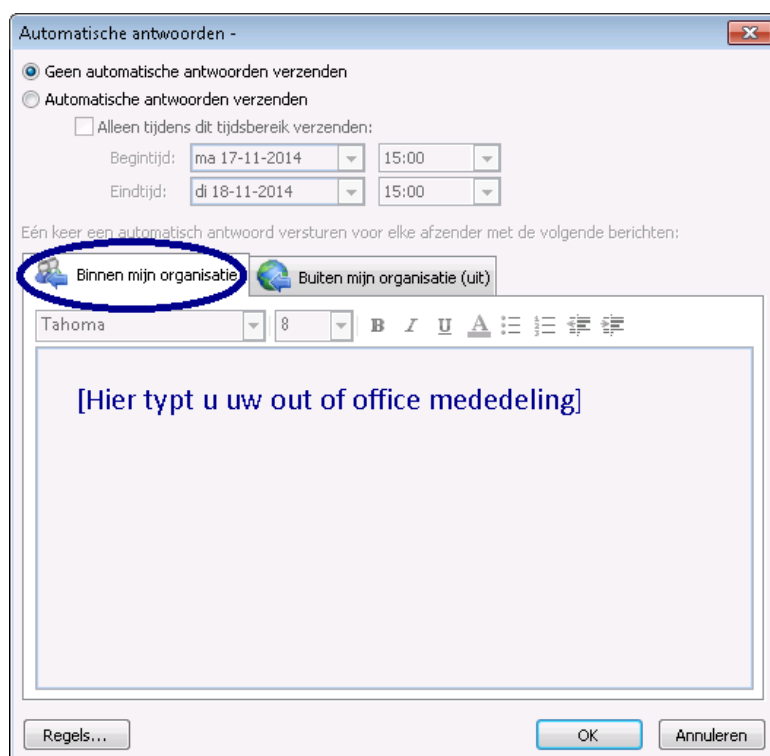 Automatische antwoorden -
Geen automatische antwoorden verzenden
Automatische antwoorden verzenden
Alleen tijdens dit tijdsbereik verzenden:
Begintijd: ma 17-11-2014 15:00
Eindtijd: di 18-11-2014 15:00
Eén keer een automatisch antwoord versturen voor elke afzender met de volgende berichten:
Binnen mijn organisatie Buiten mijn organisatie (uit)
Tahoma 8 B I U A
[Hier typt u uw out of office mededeling]
Regels... OK Annuleren